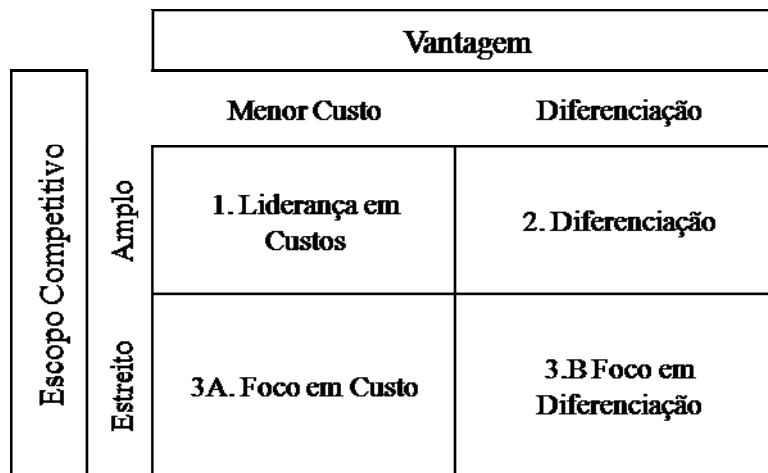 Vantagem
Menor Custo
Diferenciação
Escopo Competitivo
Amplo
1. Liderança em
Custos
2. Diferenciação
Estreito
3A. Foco em Custo
3.B Foco em
Diferenciação